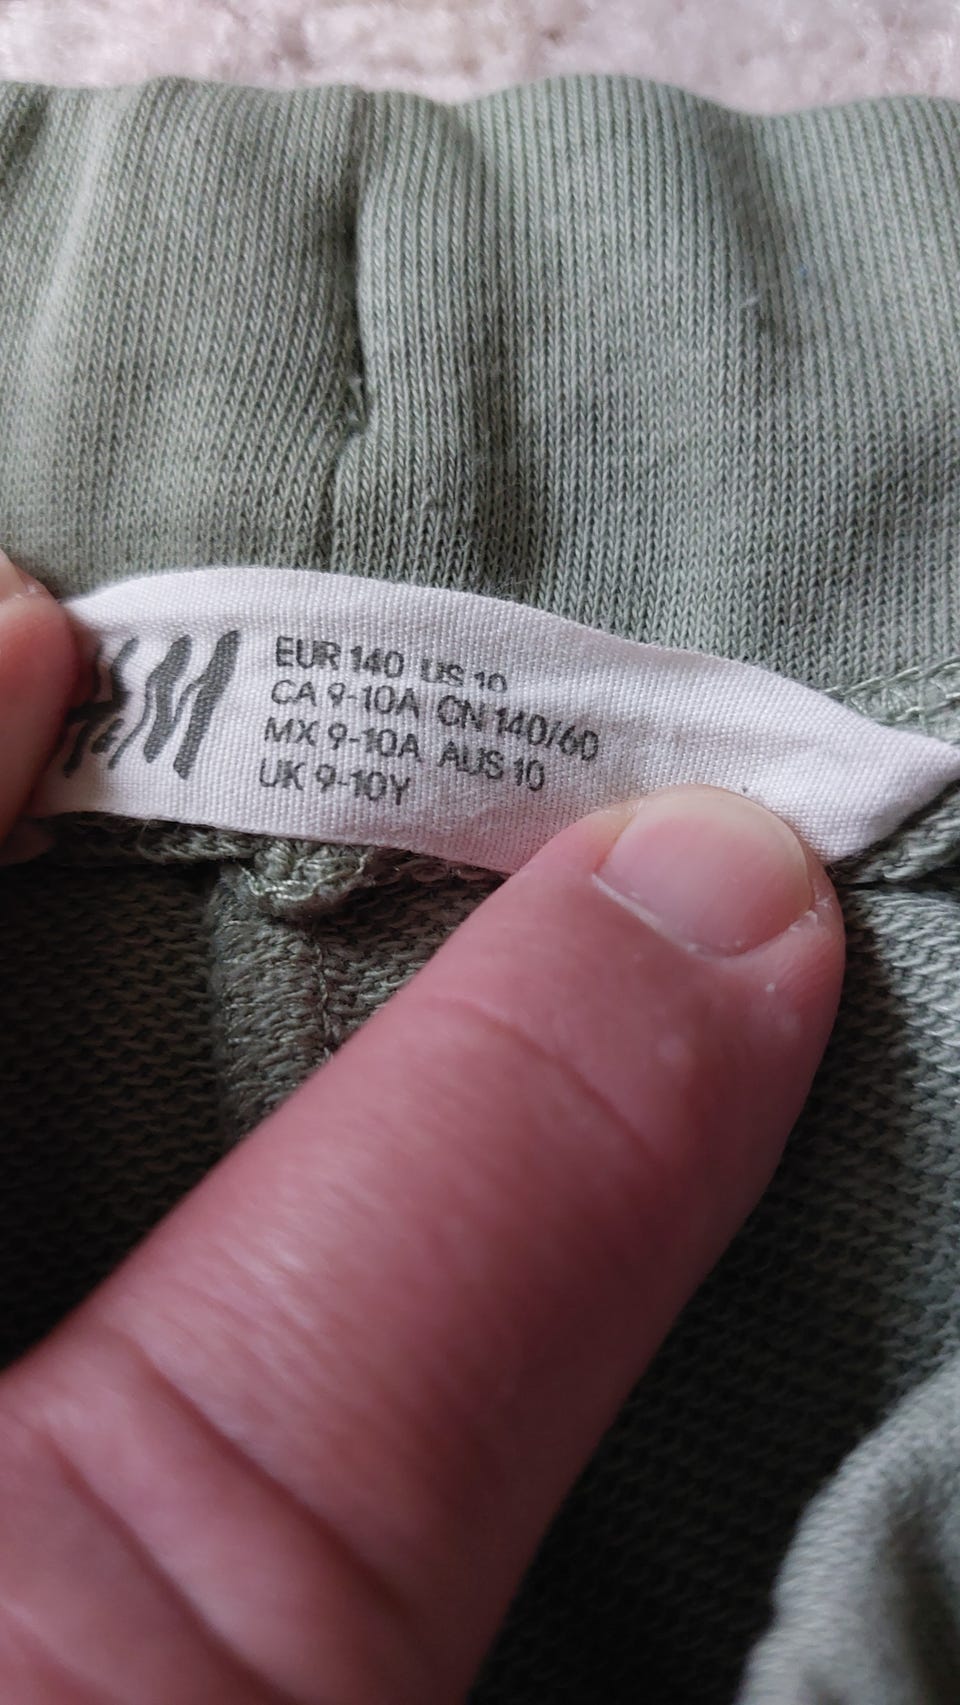 H&M
EUR 140 US 10
CA 9-10A CN 140/60
MX 9-10A AUS 10
UK 9-10Y